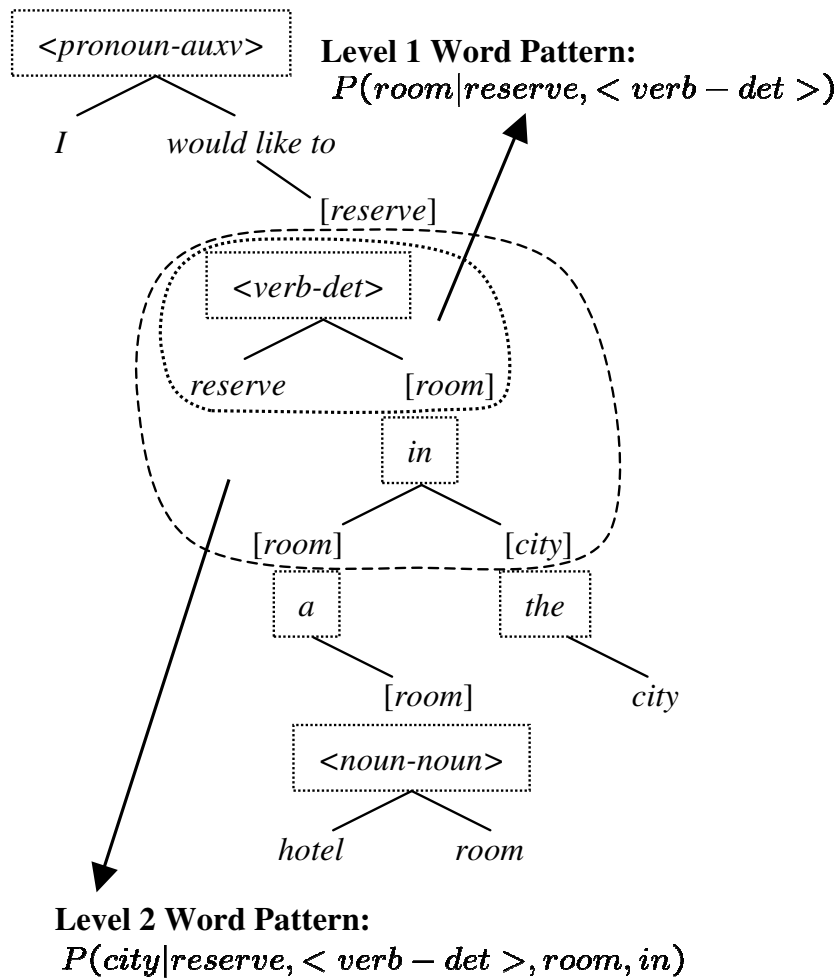 <pronoun-auxv>
Level 1 Word Pattern:
P(room|reserve, < verb − det >)
I would like to
[reserve]
<verb-det>
reserve [room]
in
[room] [city]
a the
[room] city
<noun-noun>
hotel room
Level 2 Word Pattern:
P(city|reserve, < verb − det >, room, in)